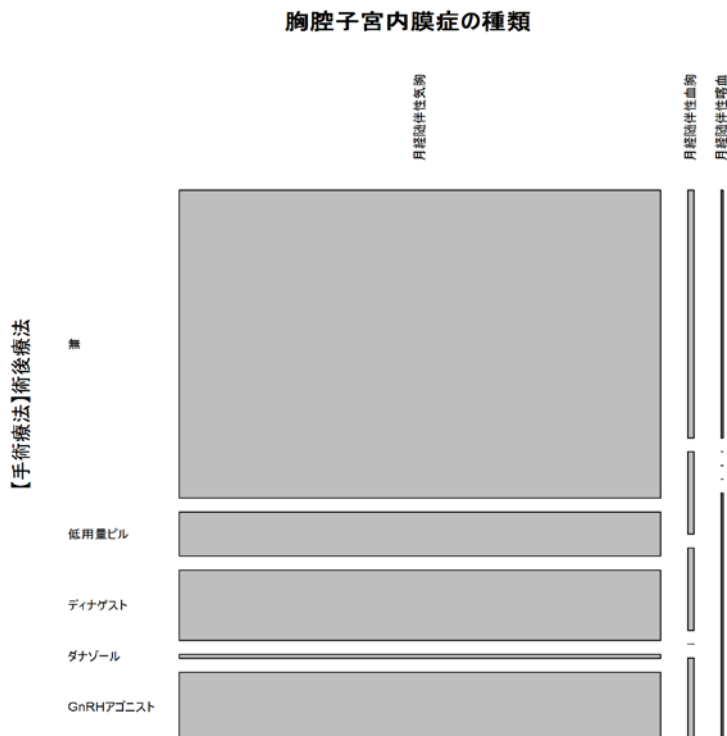 胸腔子宮内膜症の種類
月経随伴性気胸
月経随伴性血胸
月経随伴性喀血
【手術療法】術後療法
無
低用量ピル
ディナゲスト
ダナゾール
GnRHアゴニスト